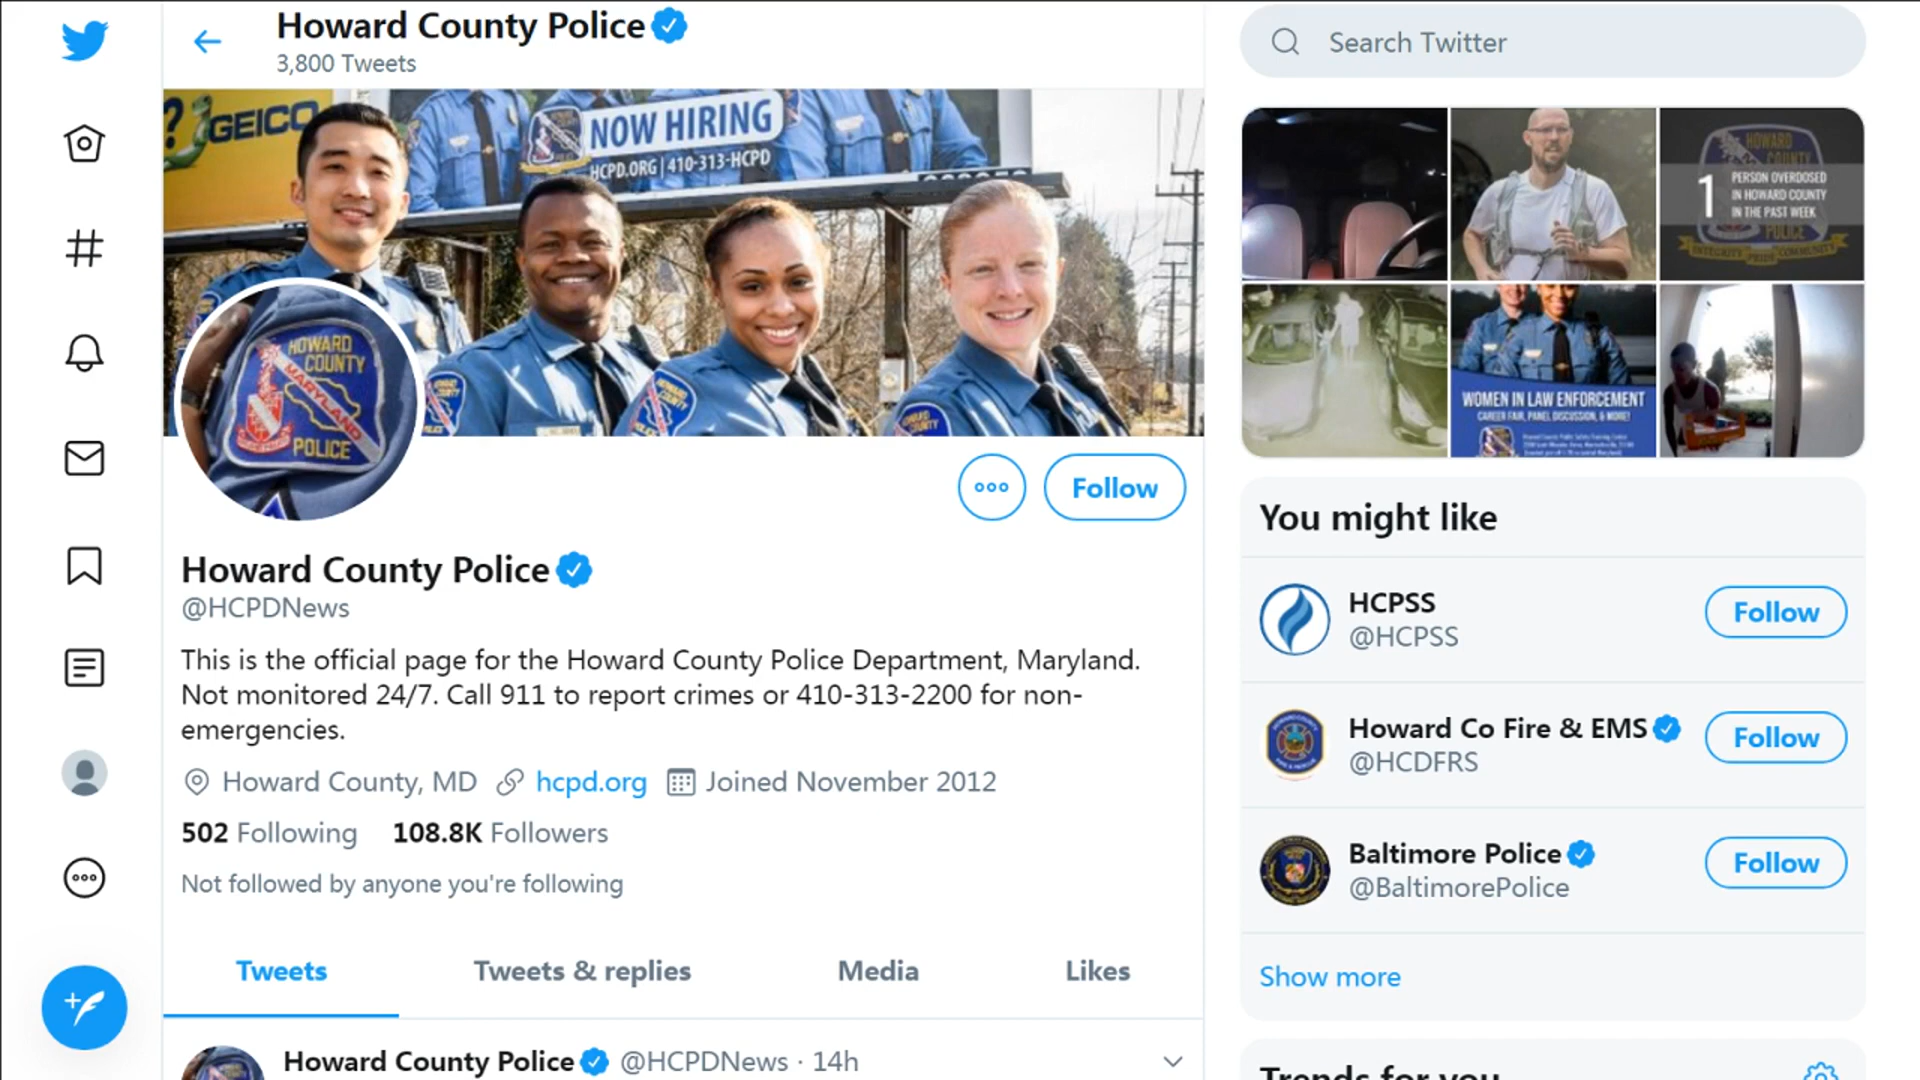 Howard County Police
3,800 Tweets
Search Twitter
GEICO
NOW HIRING
HCPD.ORG | 410-313-HCPD
HOWARD
COUNTY
MARYLAND
POLICE
HOWARD
COUNTY
POLICE
INTEGRITY PRIDE COMMUNITY
1
PERSON OVERDOSED
IN HOWARD COUNTY
IN THE PAST WEEK
WOMEN IN LAW ENFORCEMENT
CAREER FAIR, PANEL DISCUSSION, & MORE!
Follow
Howard County Police
@HCPDNews
This is the official page for the Howard County Police Department, Maryland.
Not monitored 24/7. Call 911 to report crimes or 410-313-2200 for non-
emergencies.
Howard County, MD hcpd.org Joined November 2012
502 Following 108.8K Followers
Not followed by anyone you're following
Tweets Tweets & replies Media Likes
Howard County Police @HCPDNews · 14h
You might like
HCPSS
@HCPSS
Follow
Howard Co Fire & EMS
@HCDFRS
Follow
Baltimore Police
@BaltimorePolice
Follow
Show more
Trends for you